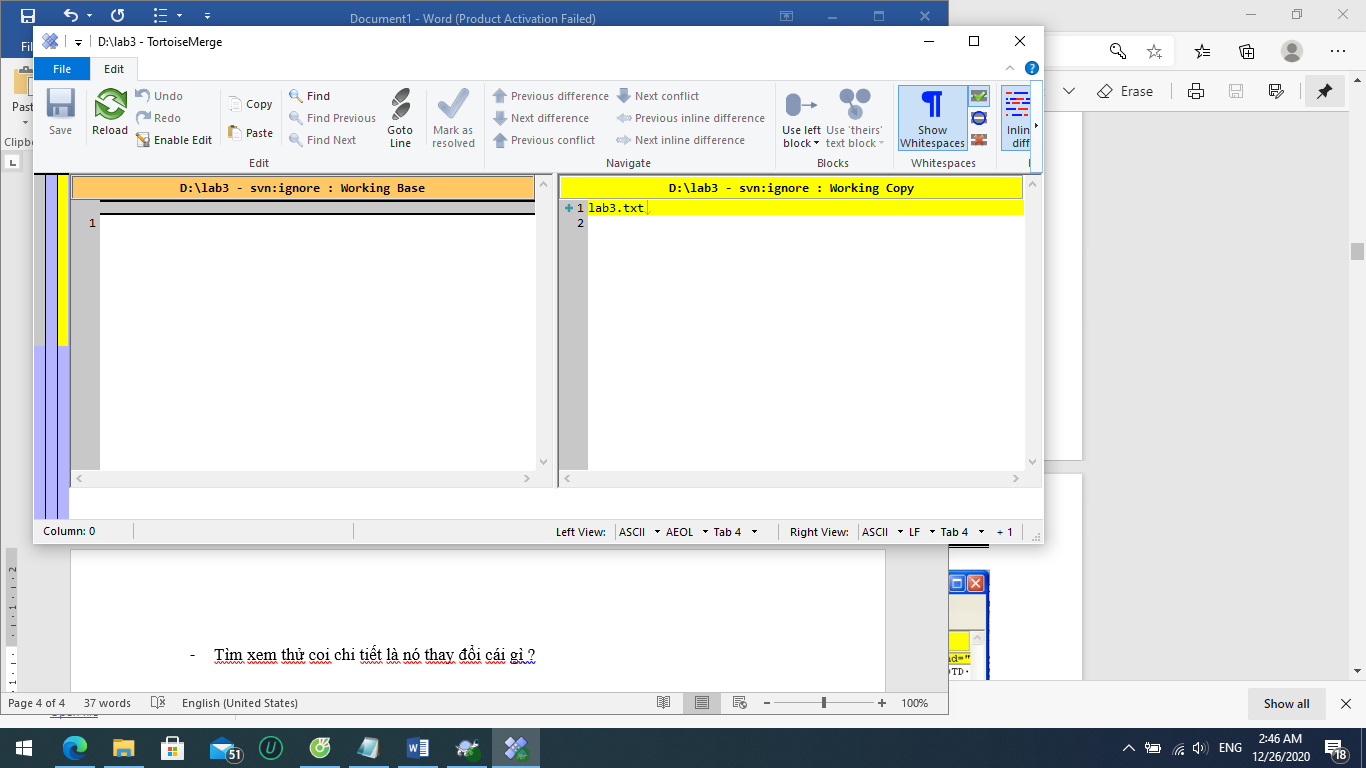 Document1 - Word (Product Activation Failed)
D:\lab3 - TortoiseMerge
File
Edit
Save
Reload
Undo
Redo
Enable Edit
Copy
Paste
Edit
Find
Find Previous
Find Next
Goto Line
Mark as resolved
Previous difference
Next difference
Previous conflict
Next conflict
Previous inline difference
Next inline difference
Navigate
Use left block
Use 'theirs' text block
Blocks
Show Whitespaces
Whitespaces
Inlin
diff
Past
Clipbo
Erase
D:\lab3 - svn:ignore : Working Base
D:\lab3 - svn:ignore : Working Copy
1
1 lab3.txt
2
Column: 0
Left View: ASCII AEOL Tab 4
Right View: ASCII LF Tab 4 + 1
- Tìm xem thử coi chi tiết là nó thay đổi cái gì ?
Page 4 of 4 37 words English (United States) 100%
Show all
51
ENG
2:46 AM
12/26/2020
18